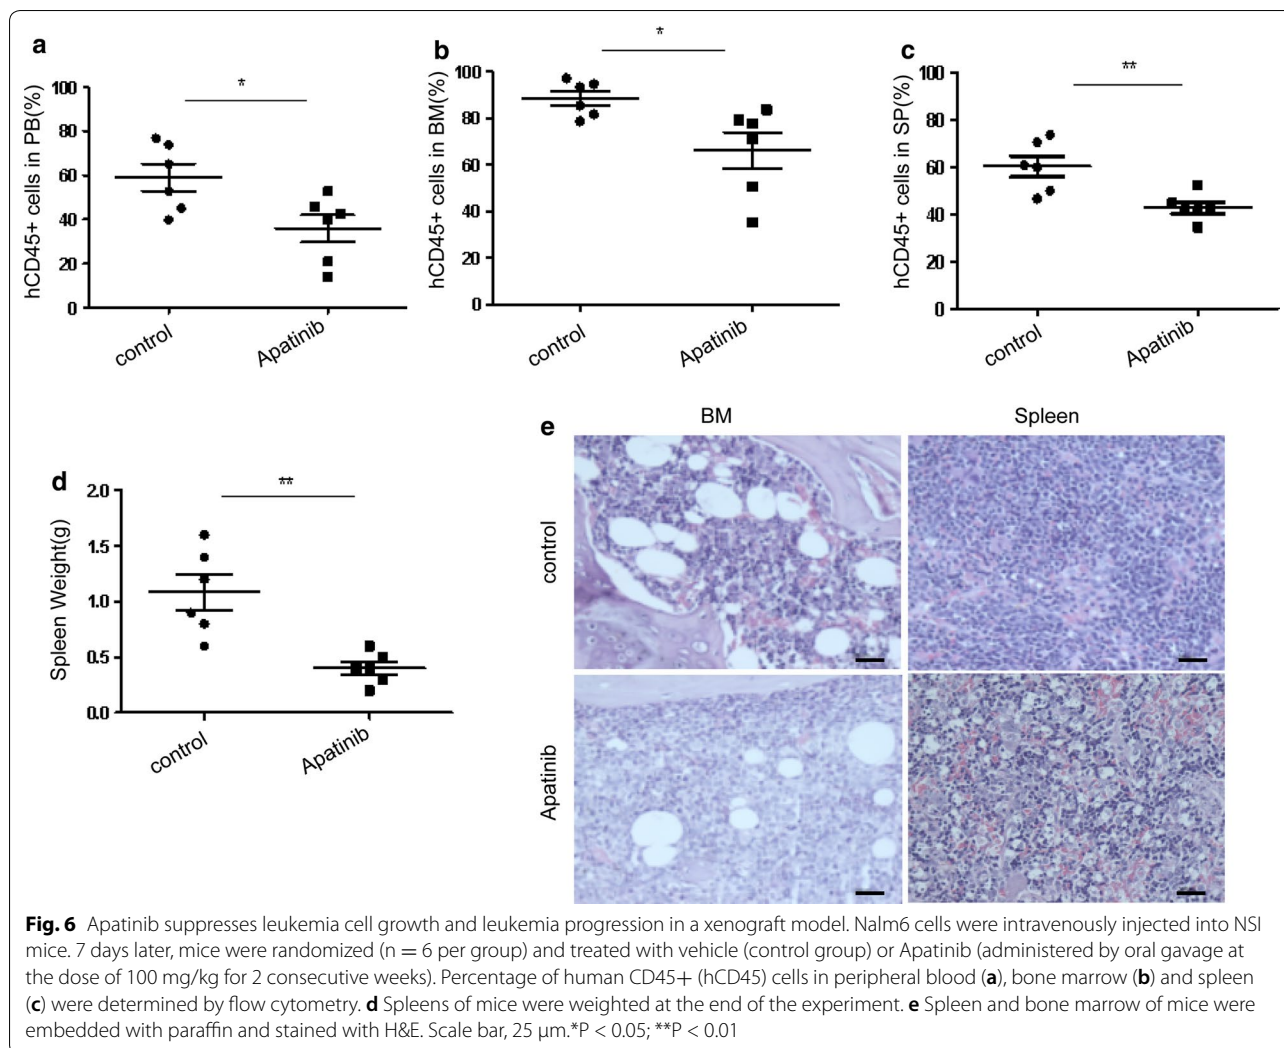 a
*
hCD45+ cells in PB(%)
100
80
60
40
20
0
control
Apatinib
b
*
hCD45+ cells in BM(%)
100
80
60
40
20
0
control
Apatinib
c
**
hCD45+ cells in SP(%)
100
80
60
40
20
0
control
Apatinib
d
**
Spleen Weight(g)
2.0
1.5
1.0
0.5
0.0
control
Apatinib
e
BM
Spleen
control
Apatinib
Fig. 6 Apatinib suppresses leukemia cell growth and leukemia progression in a xenograft model. Nalm6 cells were intravenously injected into NSI
mice. 7 days later, mice were randomized (n = 6 per group) and treated with vehicle (control group) or Apatinib (administered by oral gavage at
the dose of 100 mg/kg for 2 consecutive weeks). Percentage of human CD45+ (hCD45) cells in peripheral blood (a), bone marrow (b) and spleen
(c) were determined by flow cytometry. d Spleens of mice were weighted at the end of the experiment. e Spleen and bone marrow of mice were
embedded with paraffin and stained with H&E. Scale bar, 25 μm.*P < 0.05; **P < 0.01